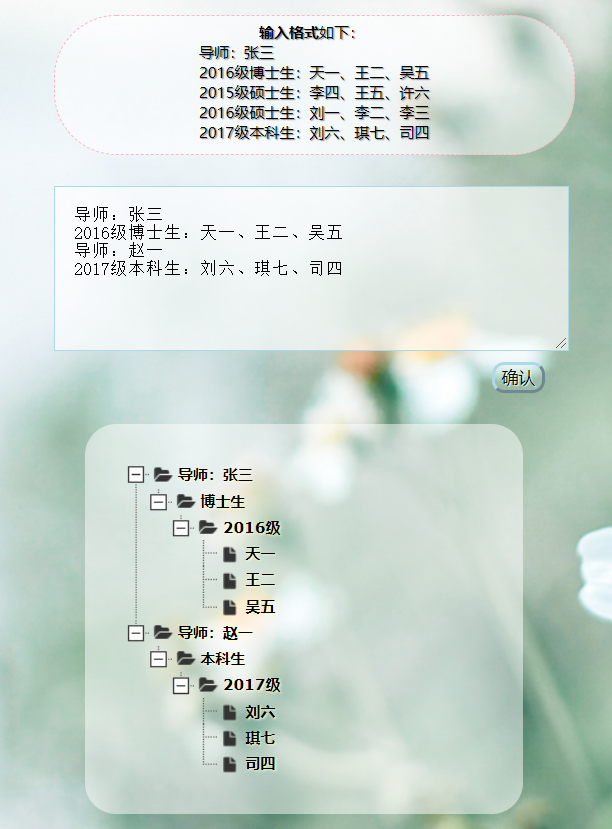 输入格式如下：
导师：张三
2016级博士生：天一、王二、吴五
2015级硕士生：李四、王五、许六
2016级硕士生：刘一、李二、李三
2017级本科生：刘六、琪七、司四
导师：张三
2016级博士生：天一、王二、吴五
导师：赵一
2017级本科生：刘六、琪七、司四
确认
导师：张三
博士生
2016级
天一
王二
吴五
导师：赵一
本科生
2017级
刘六
琪七
司四